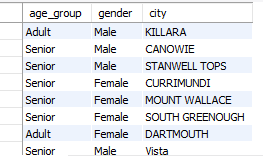 age_group gender city
Adult Male KILLARA
Senior Male CANOWIE
Senior Male STANWELL TOPS
Senior Female CURRIMUNDI
Senior Female MOUNT WALLACE
Senior Female SOUTH GREENOUGH
Adult Female DARTMOUTH
Senior Male Vista